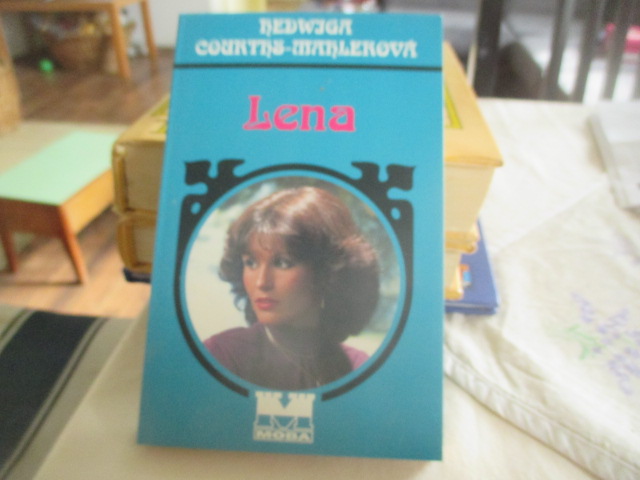 HEDWIGA
COURTHS-MAHLEROVÁ
Lena
MOBA